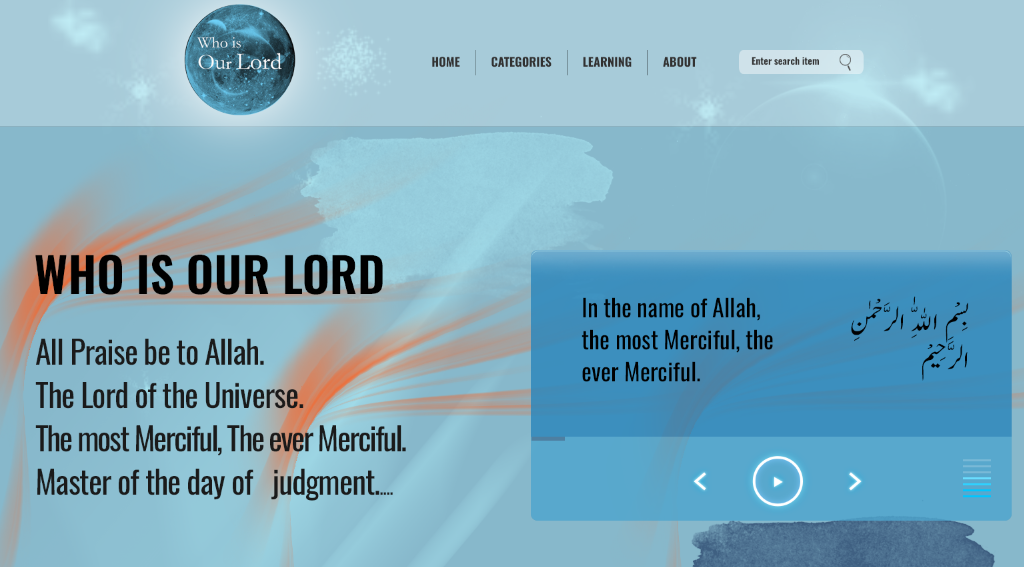 Who is
Our Lord
HOME
CATEGORIES
LEARNING
ABOUT
Enter search item
WHO IS OUR LORD
All Praise be to Allah.
The Lord of the Universe.
The most Merciful, The ever Merciful.
Master of the day of judgment.....
In the name of Allah,
the most Merciful, the
ever Merciful.
بِسْمِ اللَّهِ الرَّحْمَٰنِ
الرَّحِيْمِ